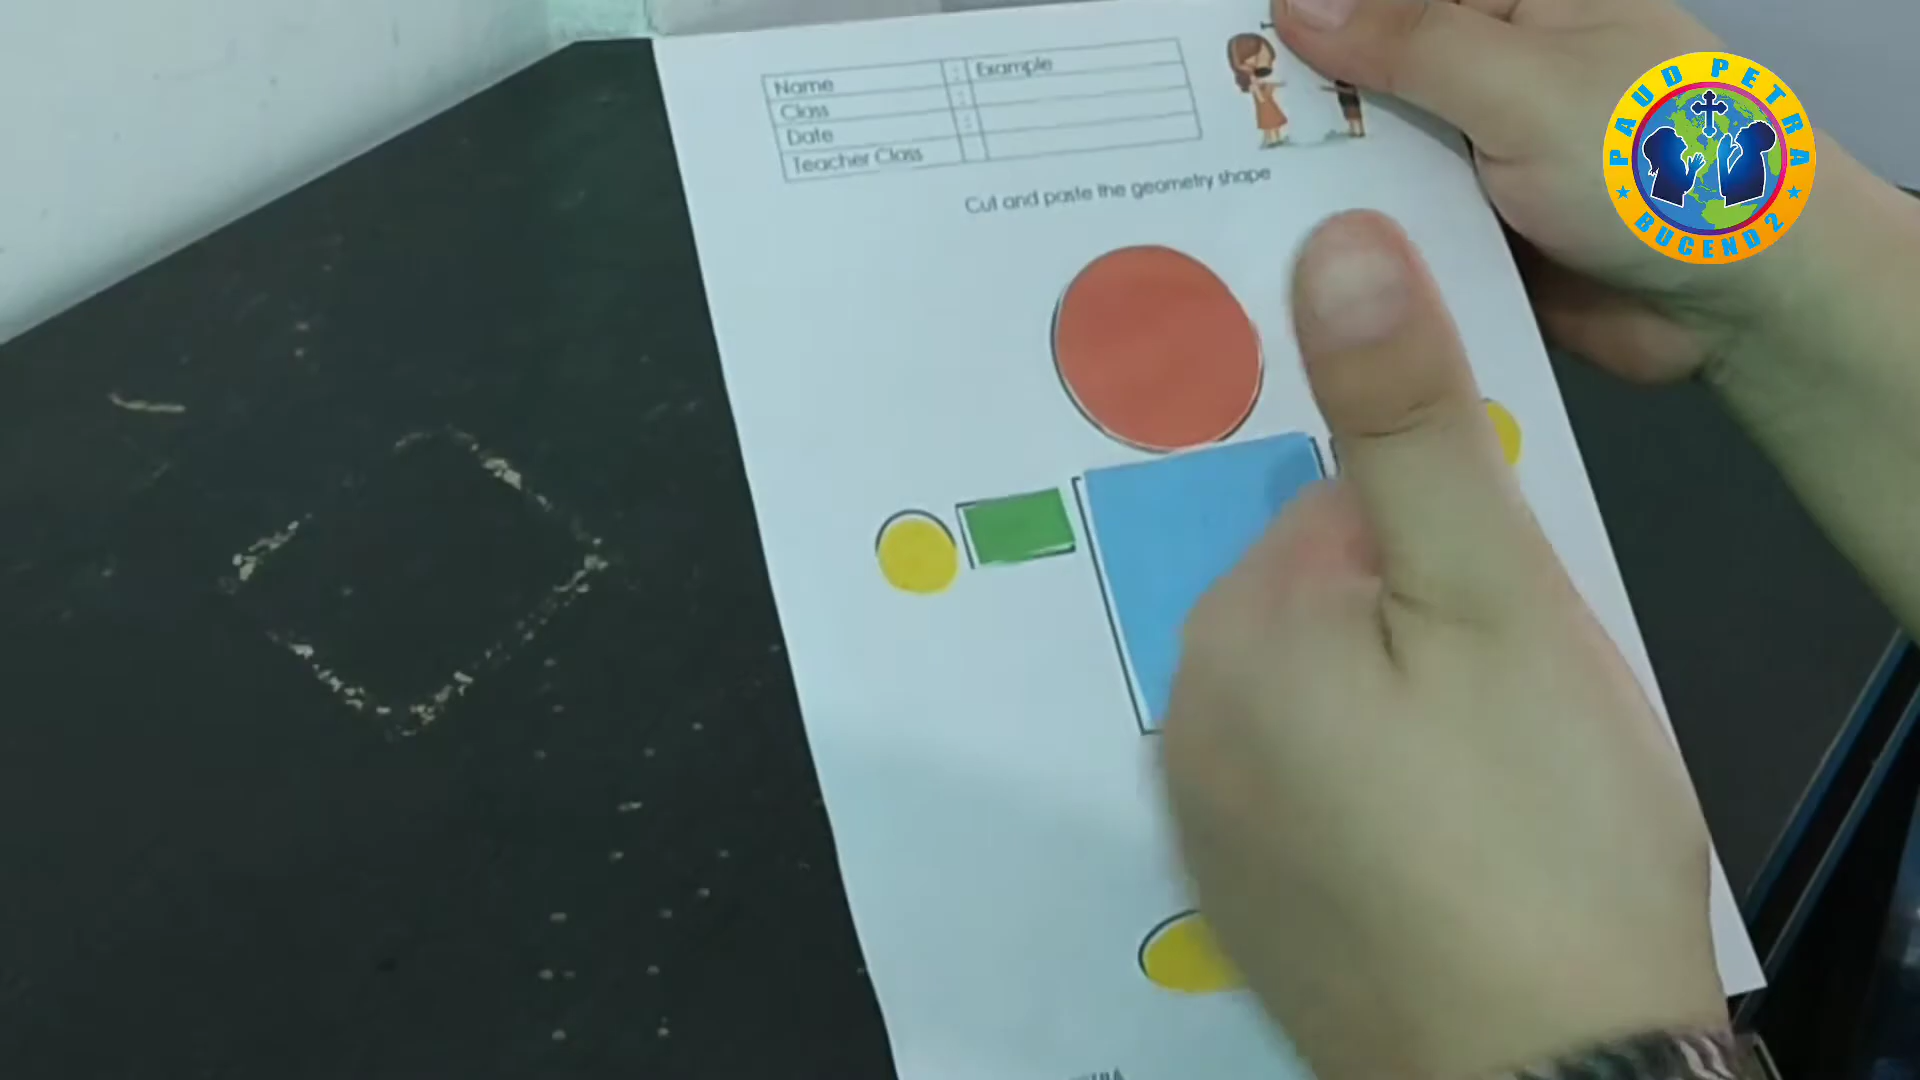 Name : Example
Class :
Date :
Teacher Class
Cut and paste the geometry shape
PAUD PETRA
BUCEND 2